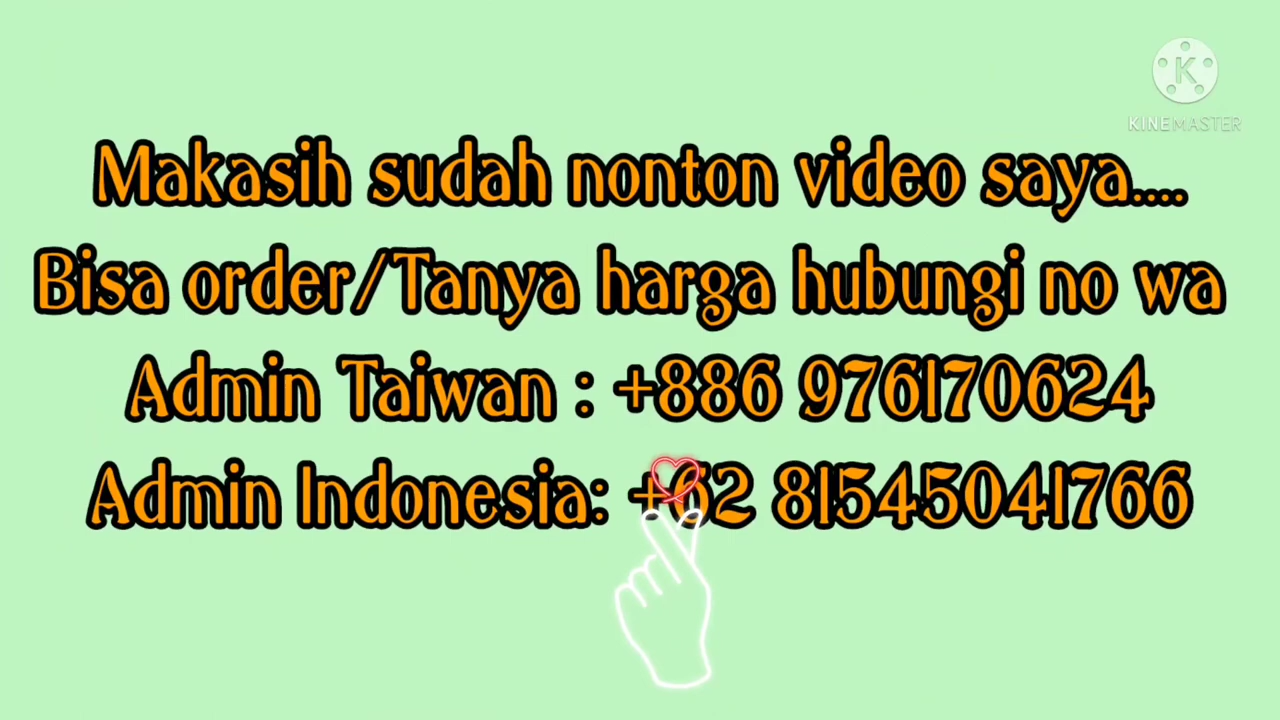 KINEMASTER
Makasih sudah nonton video saya....
Bisa order/Tanya harga hubungi no wa
Admin Taiwan : +886 976170624
Admin Indonesia: +62 81545041766